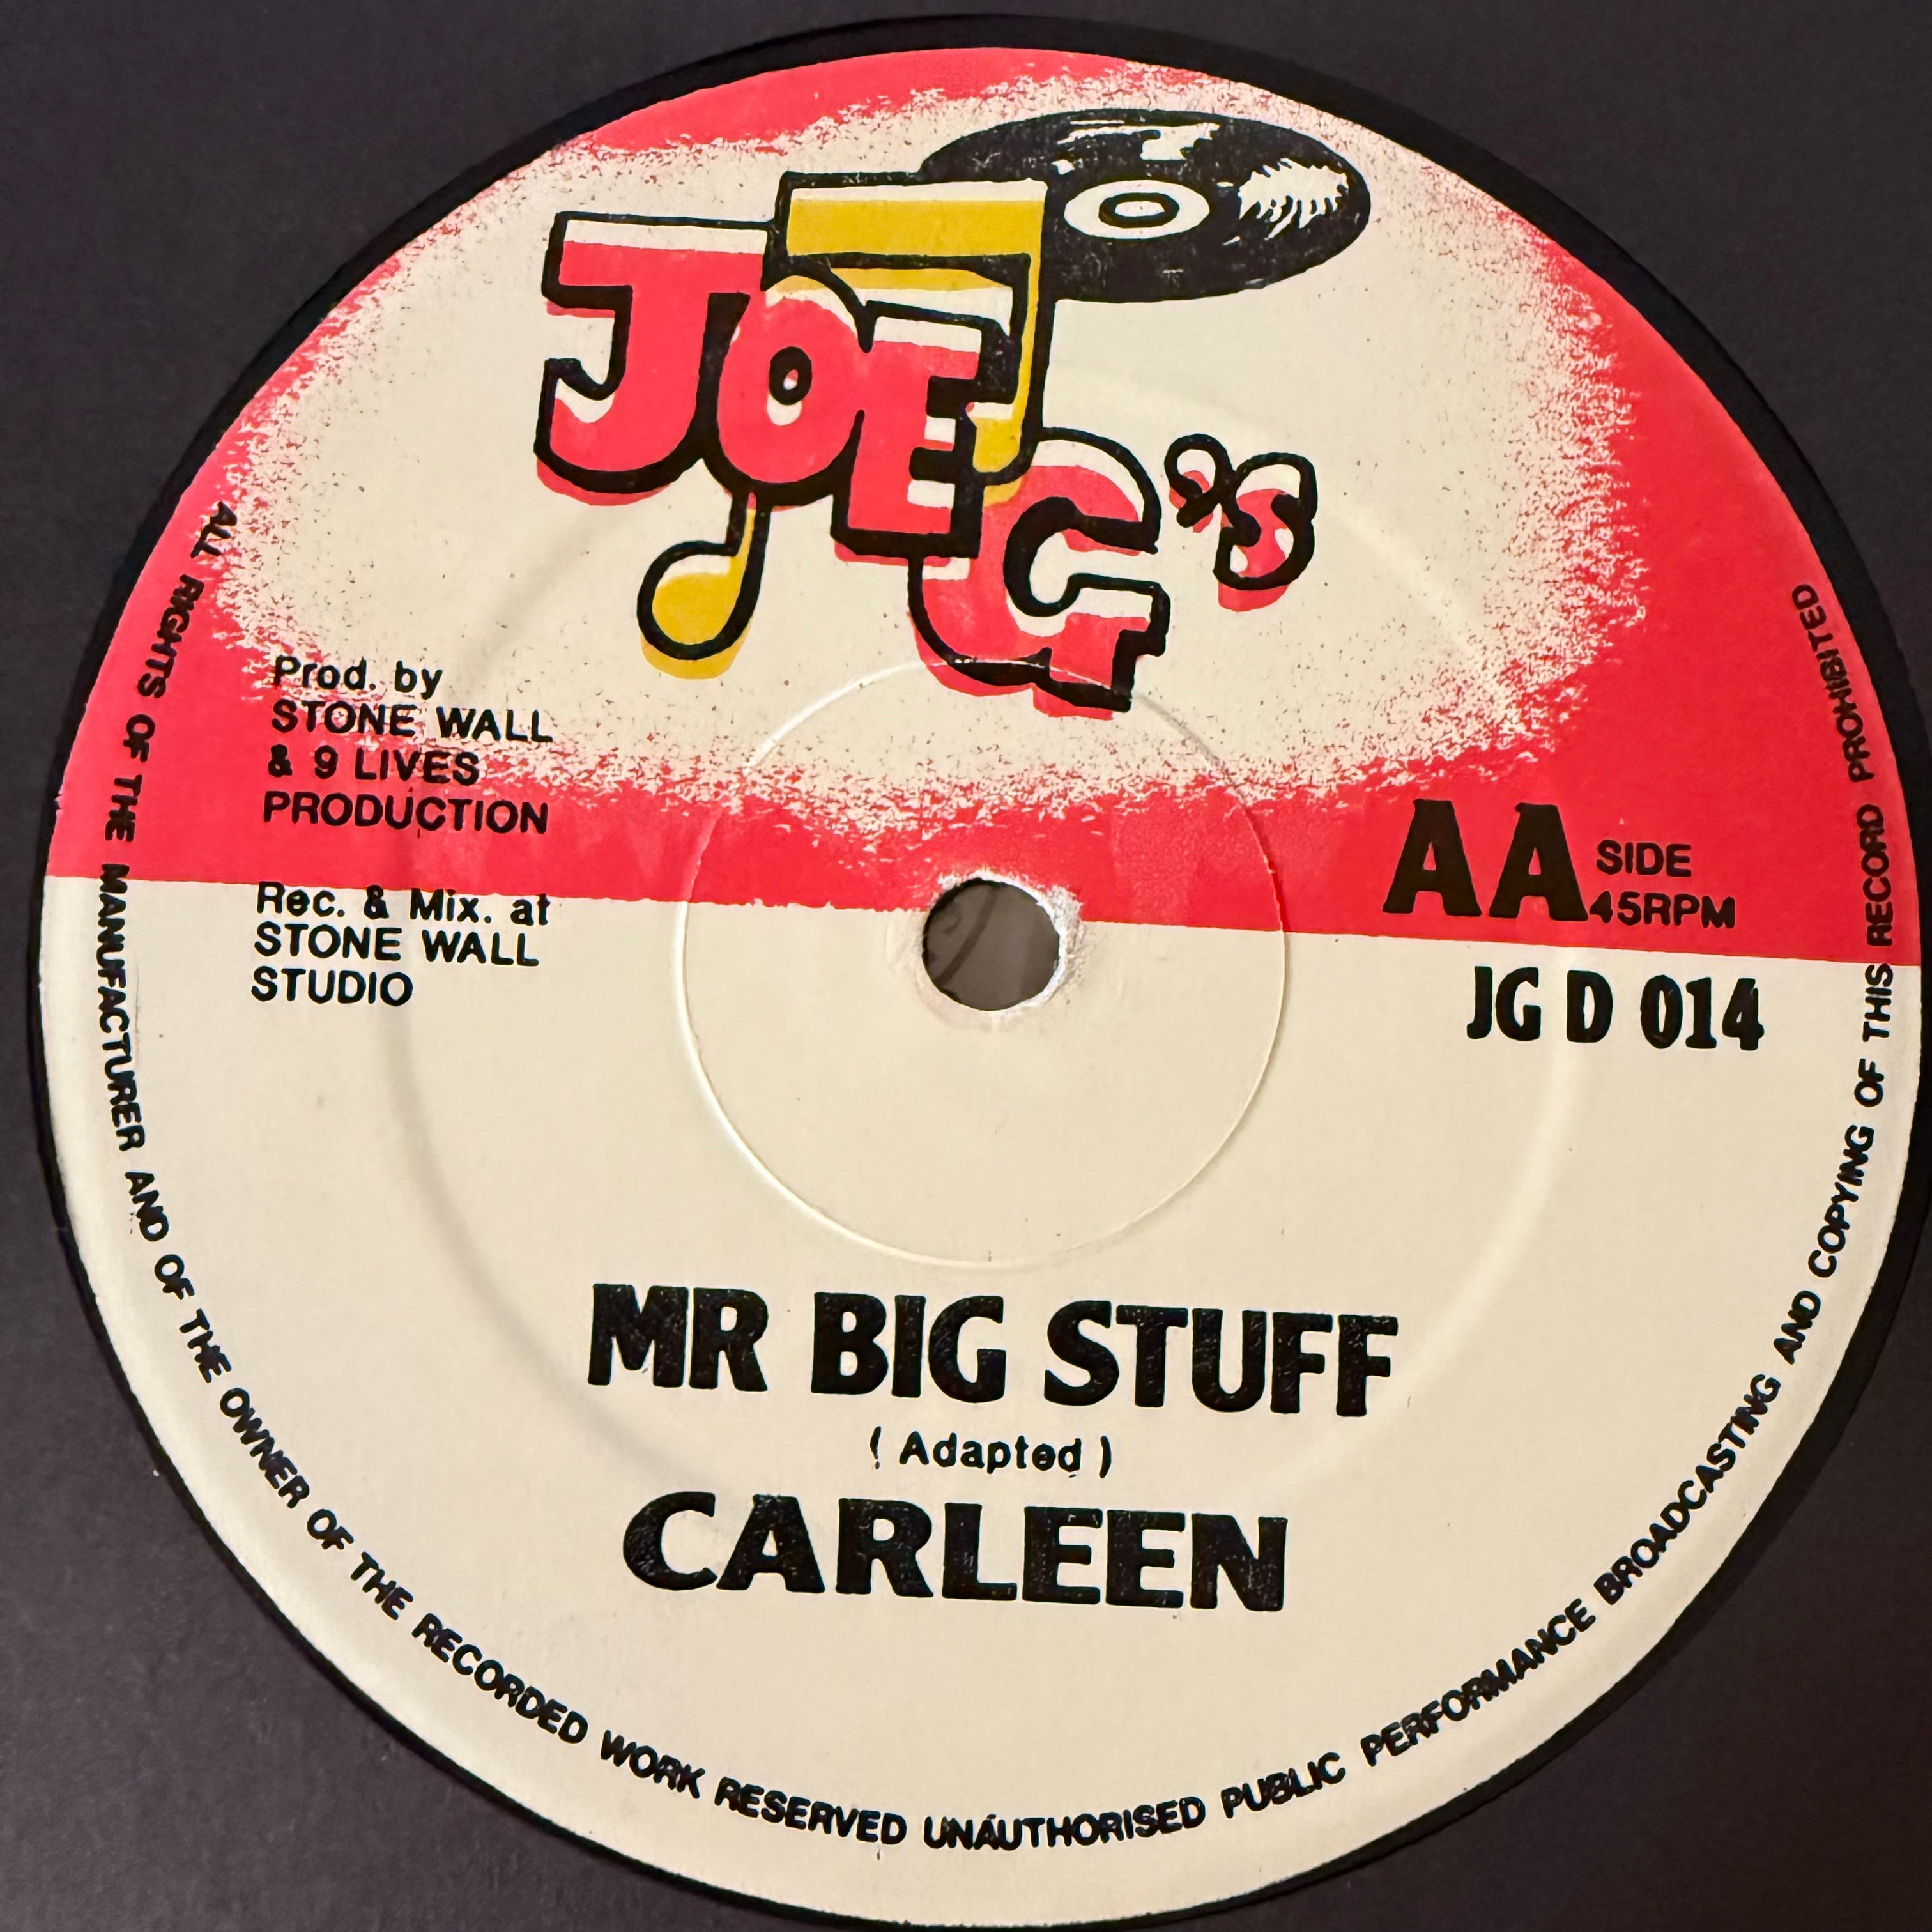 JOE G's
Prod. by
STONE WALL
& 9 LIVES
PRODUCTION
Rec. & Mix. at
STONE WALL
STUDIO
AA SIDE
45RPM
JG D 014
MR BIG STUFF
( Adapted )
CARLEEN
ALL RIGHTS OF THE MANUFACTURER AND OF THE OWNER OF THE RECORDED WORK RESERVED UNAUTHORISED PUBLIC PERFORMANCE BROADCASTING AND COPYING OF THIS RECORD PROHIBITED